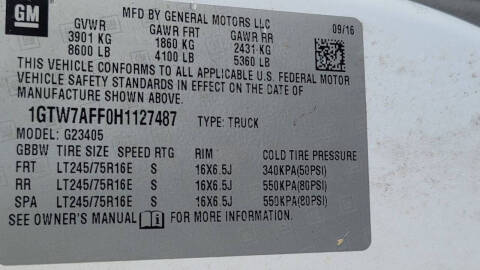 GM
MFD BY GENERAL MOTORS LLC
GVWR GAWR FRT GAWR RR 09/16
3901 KG 1860 KG 2431 KG
8600 LB 4100 LB 5360 LB
THIS VEHICLE CONFORMS TO ALL APPLICABLE U.S. FEDERAL MOTOR
VEHICLE SAFETY STANDARDS IN EFFECT ON THE DATE OF
MANUFACTURE SHOWN ABOVE.
1GTW7AFF0H1127487 TYPE: TRUCK
MODEL: G23405
GBBW TIRE SIZE SPEED RTG RIM COLD TIRE PRESSURE
FRT LT245/75R16E S 16X6.5J 340KPA(50PSI)
RR LT245/75R16E S 16X6.5J 550KPA(80PSI)
SPA LT245/75R16E S 16X6.5J 550KPA(80PSI)
SEE OWNER'S MANUAL FOR MORE INFORMATION.